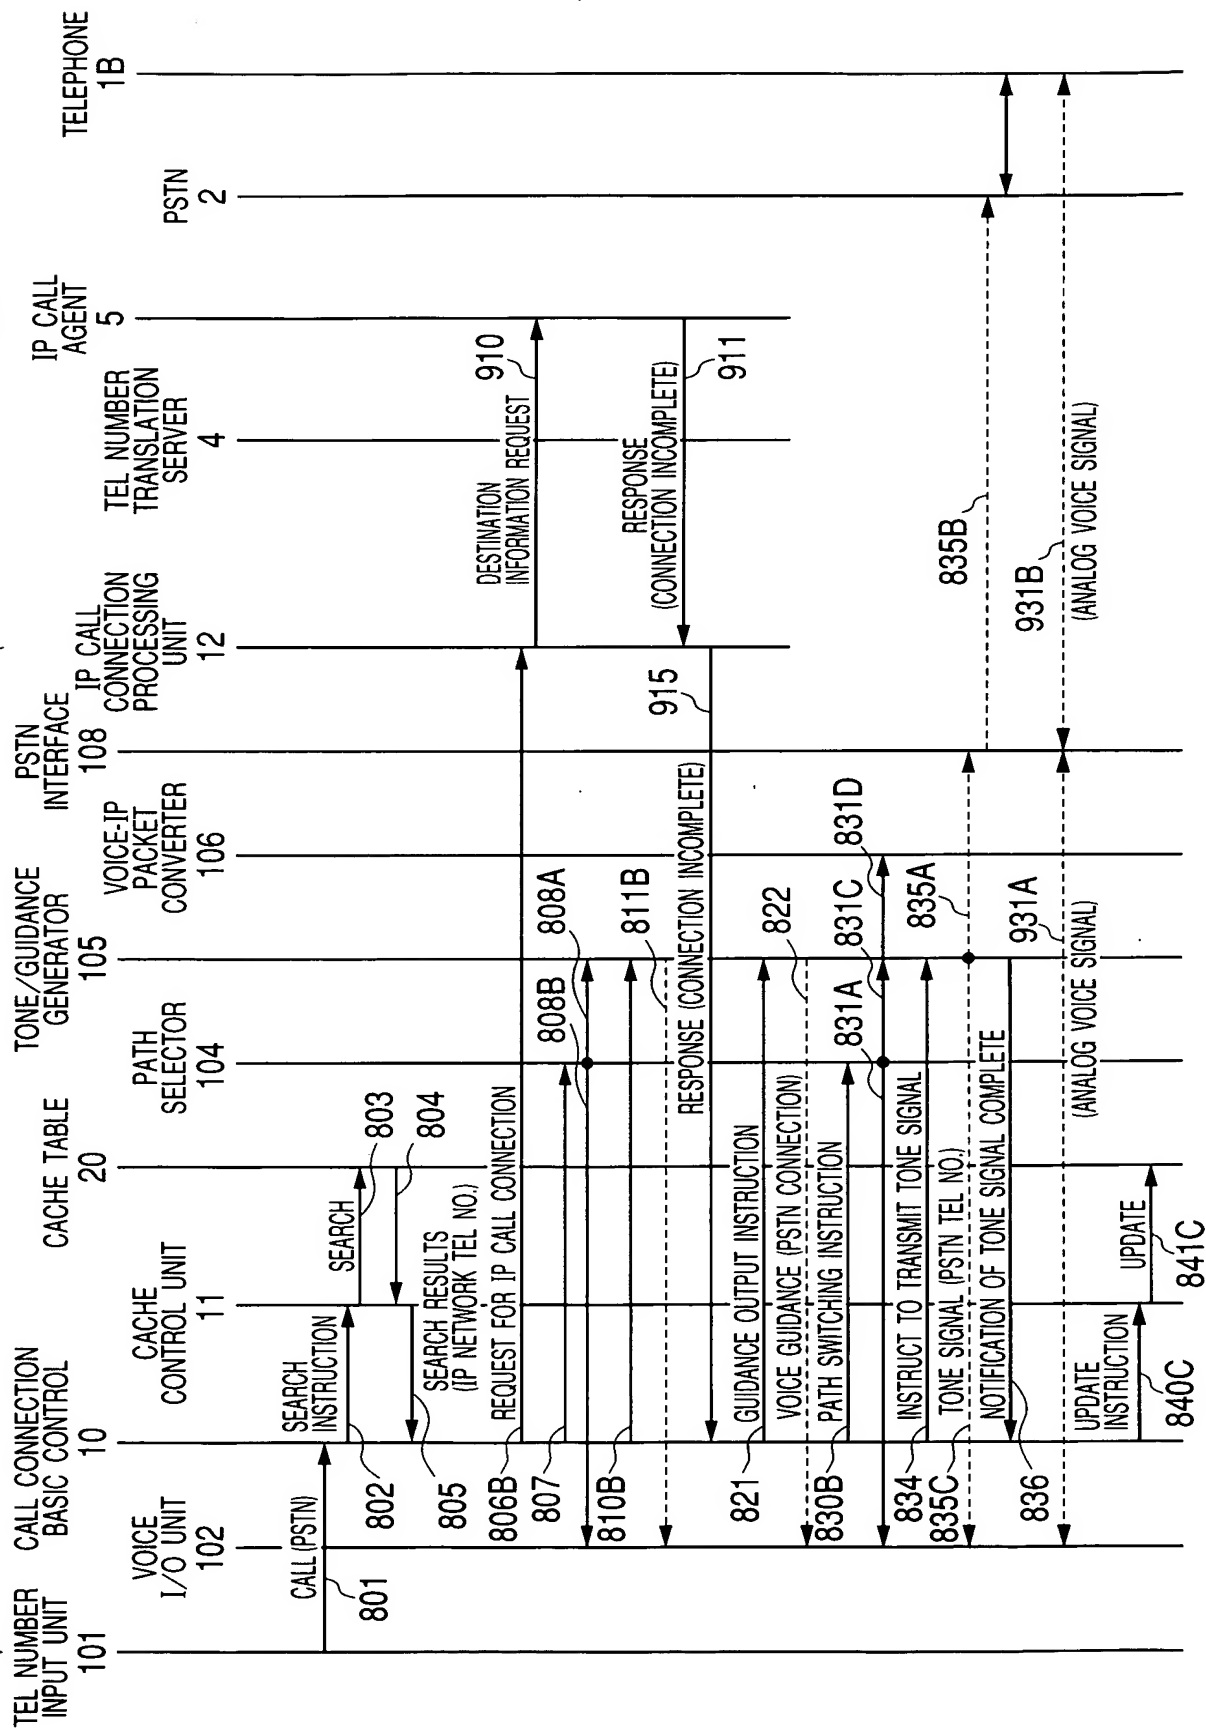 TEL NUMBER
INPUT UNIT
101
VOICE
I/O UNIT
102
CALL CONNECTION
BASIC CONTROL
10
CACHE
CONTROL UNIT
11
CACHE TABLE
20
PATH
SELECTOR
104
TONE/GUIDANCE
GENERATOR
105
VOICE-IP
PACKET
CONVERTER
106
PSTN
INTERFACE
108
IP CALL
CONNECTION
PROCESSING
UNIT
12
TEL NUMBER
TRANSLATION
SERVER
4
IP CALL
AGENT
5
PSTN
2
TELEPHONE
1B
CALL (PSTN)
801
SEARCH
INSTRUCTION
802
SEARCH
803
804
SEARCH RESULTS
(IP NETWORK TEL NO.)
805
REQUEST FOR IP CALL CONNECTION
806B
DESTINATION
INFORMATION REQUEST
910
807
808B
808A
810B
811B
RESPONSE
(CONNECTION INCOMPLETE)
911
RESPONSE (CONNECTION INCOMPLETE)
915
GUIDANCE OUTPUT INSTRUCTION
821
VOICE GUIDANCE (PSTN CONNECTION)
822
PATH SWITCHING INSTRUCTION
830B
831A
831C
831D
INSTRUCT TO TRANSMIT TONE SIGNAL
834
TONE SIGNAL (PSTN TEL NO.)
835C
835A
835B
NOTIFICATION OF TONE SIGNAL COMPLETE
836
931A
(ANALOG VOICE SIGNAL)
931B
(ANALOG VOICE SIGNAL)
UPDATE
INSTRUCTION
840C
UPDATE
841C